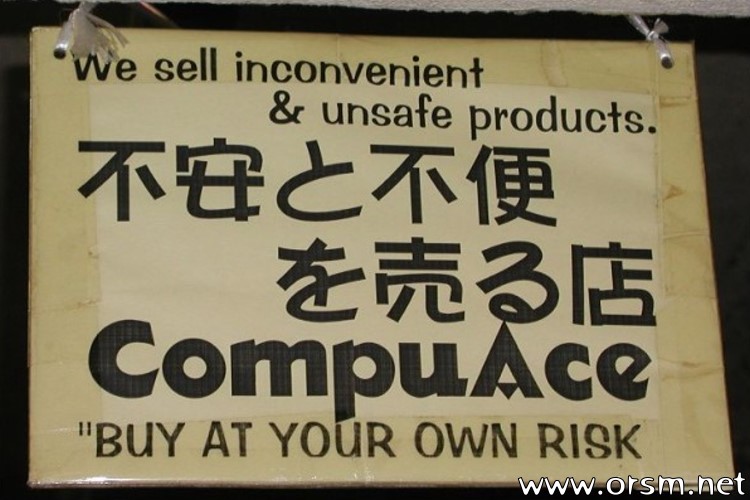 We sell inconvenient
& unsafe products.
不安と不便
を売る店
CompuAce
"BUY AT YOUR OWN RISK
www.orsm.net